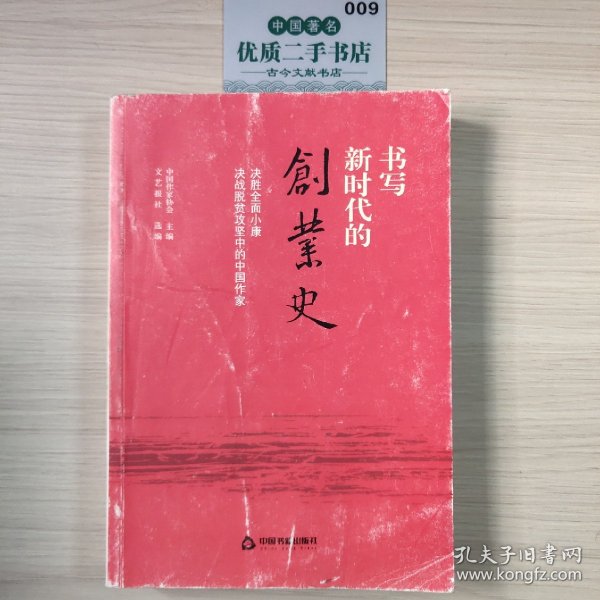 009
中国著名
优质二手书店
古今文献书店
书写
新时代的
創業史
决胜全面小康
决战脱贫攻坚中的中国作家
中国作家协会 主编
文艺报社 选编
中国书籍出版社
孔夫子旧书网
www.kongfz.com